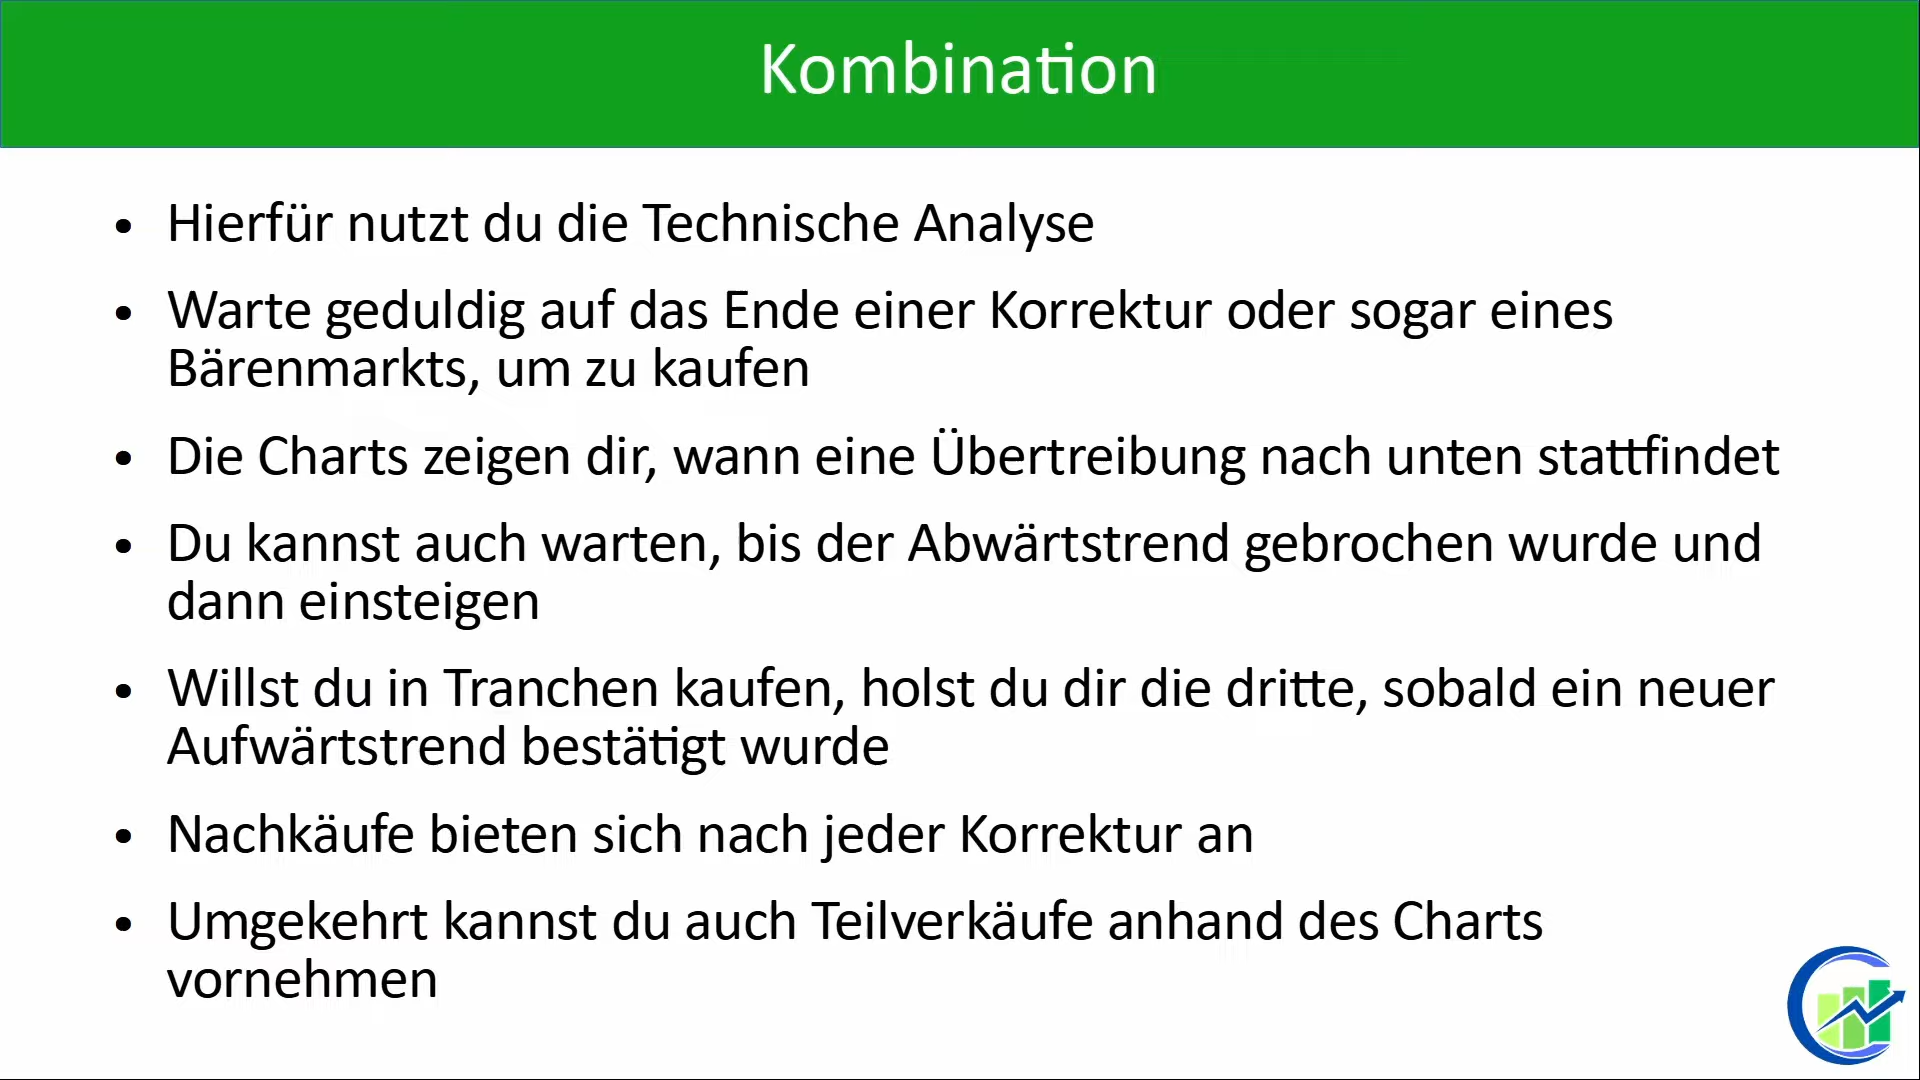 Kombination
• Hierfür nutzt du die Technische Analyse
• Warte geduldig auf das Ende einer Korrektur oder sogar eines
Bärenmarkts, um zu kaufen
• Die Charts zeigen dir, wann eine Übertreibung nach unten stattfindet
• Du kannst auch warten, bis der Abwärtstrend gebrochen wurde und
dann einsteigen
• Willst du in Tranchen kaufen, holst du dir die dritte, sobald ein neuer
Aufwärtstrend bestätigt wurde
• Nachkäufe bieten sich nach jeder Korrektur an
• Umgekehrt kannst du auch Teilverkäufe anhand des Charts
vornehmen